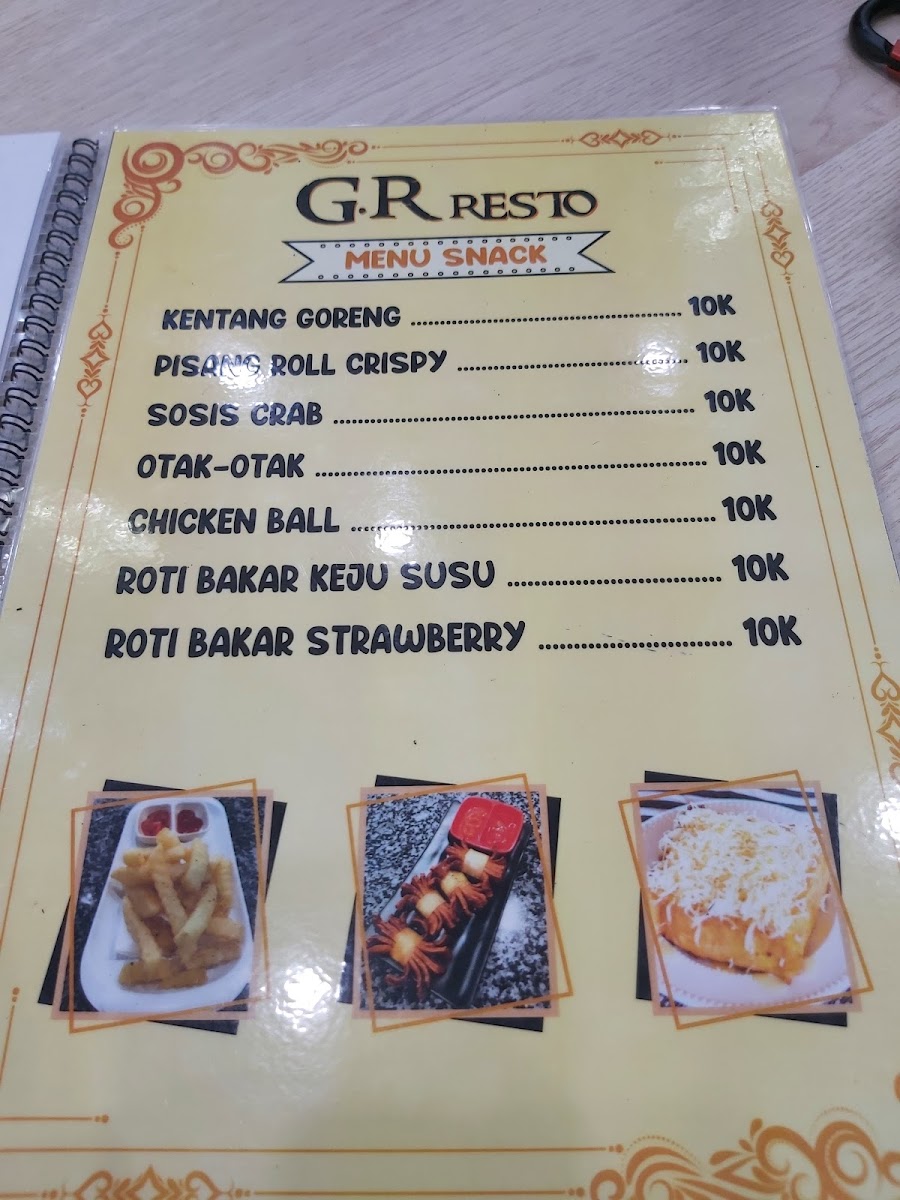 G.R RESTO
MENU SNACK
KENTANG GORENG ........................................ 10K
PISANG ROLL CRISPY ........................................ 10K
SOSIS CRAB ........................................ 10K
OTAK-OTAK ........................................ 10K
CHICKEN BALL ........................................ 10K
ROTI BAKAR KEJU SUSU ........................................ 10K
ROTI BAKAR STRAWBERRY ........................................ 10K